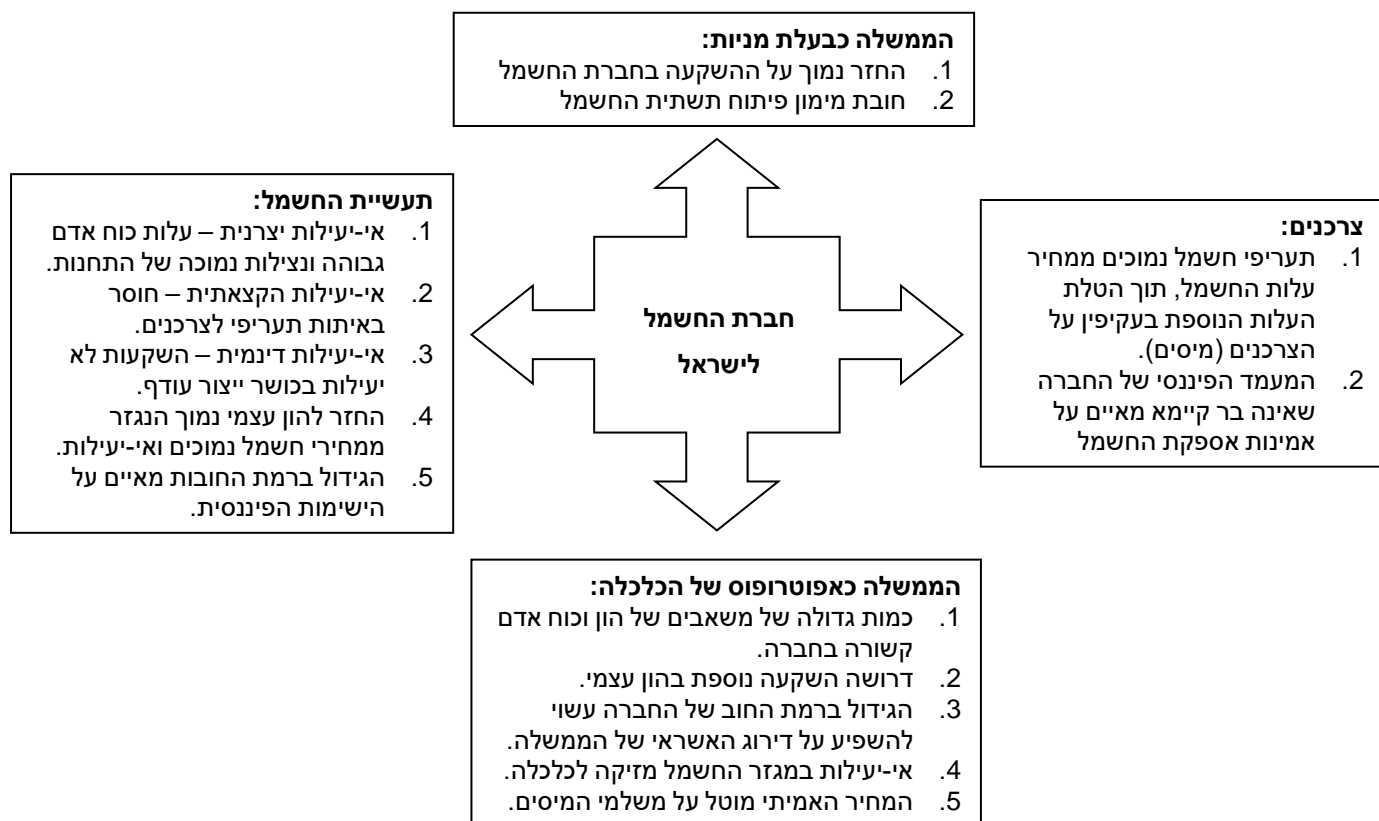 הממשלה כבעלת מניות:
1. החזר נמוך על ההשקעה בחברת החשמל
2. חובת מימון פיתוח תשתית החשמל
צרכנים:
1. תעריפי חשמל נמוכים ממחיר
עלות החשמל, תוך הטלת
העלות הנוספת בעקיפין על
הצרכנים (מיסים).
2. המעמד הפיננסי של החברה
שאינה בר קיימא מאיים על
אמינות אספקת החשמל
חברת החשמל
לישראל
תעשיית החשמל:
1. אי-יעילות יצרנית – עלות כוח אדם
גבוהה ונצילות נמוכה של התחנות.
2. אי-יעילות הקצאתית – חוסר
באיתות תעריפי לצרכנים.
3. אי-יעילות דינמית – השקעות לא
יעילות בכושר ייצור עודף.
4. החזר להון עצמי נמוך הנגזר
ממחירי חשמל נמוכים ואי-יעילות.
5. הגידול ברמת החובות מאיים על
הישימות הפיננסית.
הממשלה כאפוטרופוס של הכלכלה:
1. כמות גדולה של משאבים של הון וכוח אדם
קשורה בחברה.
2. דרושה השקעה נוספת בהון עצמי.
3. הגידול ברמת החוב של החברה עשוי
להשפיע על דירוג האשראי של הממשלה.
4. אי-יעילות במגזר החשמל מזיקה לכלכלה.
5. המחיר האמיתי מוטל על משלמי המיסים.